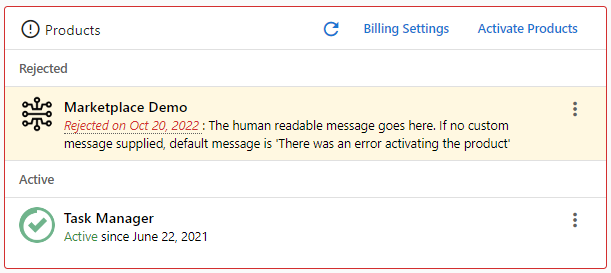 Products
Billing Settings
Activate Products
Rejected
Marketplace Demo
Rejected on Oct 20, 2022 : The human readable message goes here. If no custom
message supplied, default message is 'There was an error activating the product'
Active
Task Manager
Active since June 22, 2021